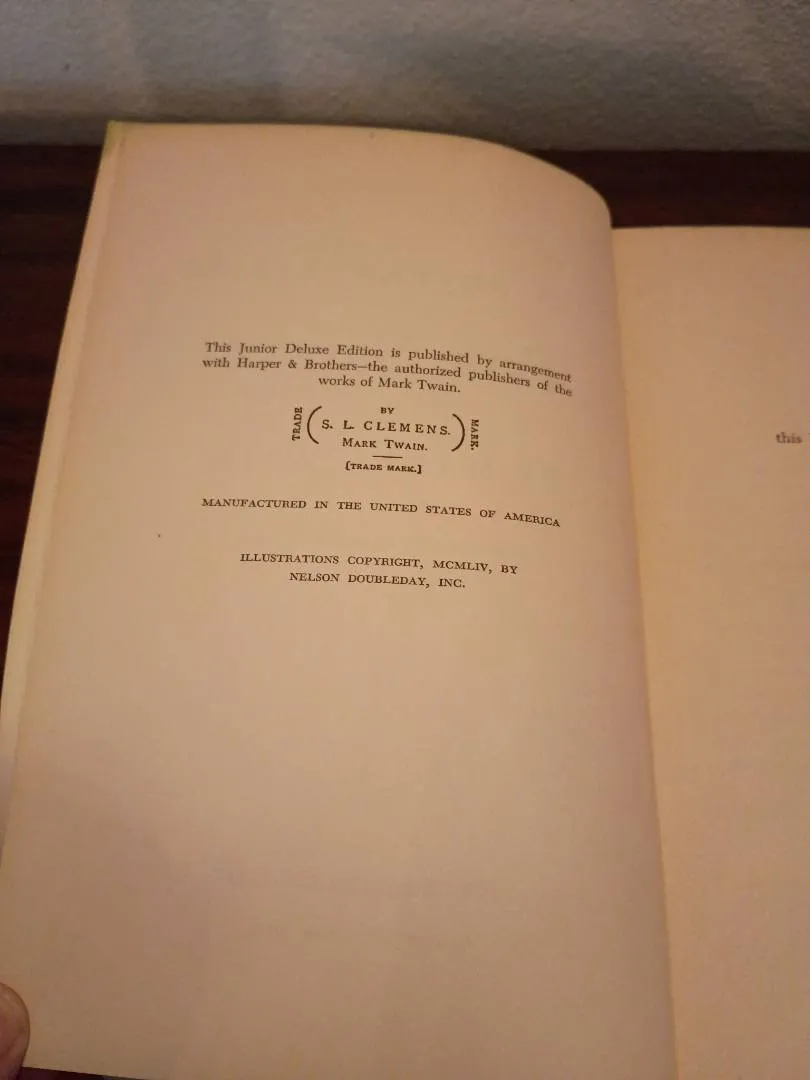 This Junior Deluxe Edition is published by arrangement
with Harper & Brothers—the authorized publishers of the
works of Mark Twain.
TRADE
BY
S. L. CLEMENS.
MARK TWAIN.
MARK.
[TRADE MARK.]
MANUFACTURED IN THE UNITED STATES OF AMERICA
ILLUSTRATIONS COPYRIGHT, MCMLIV, BY
NELSON DOUBLEDAY, INC.
this